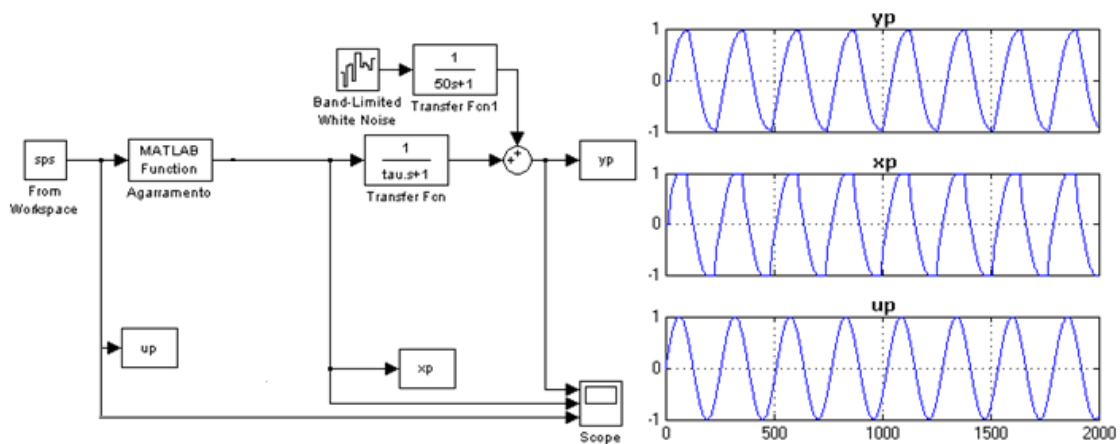 Band-Limited
White Noise
1
50s+1
Transfer Fcn1
sps
From
Workspace
MATLAB
Function
Agarramento
1
tau.s+1
Transfer Fcn
+
+
yp
up
xp
Scope
yp
1
0
-1
xp
1
0
-1
up
1
0
-1
0
500
1000
1500
2000